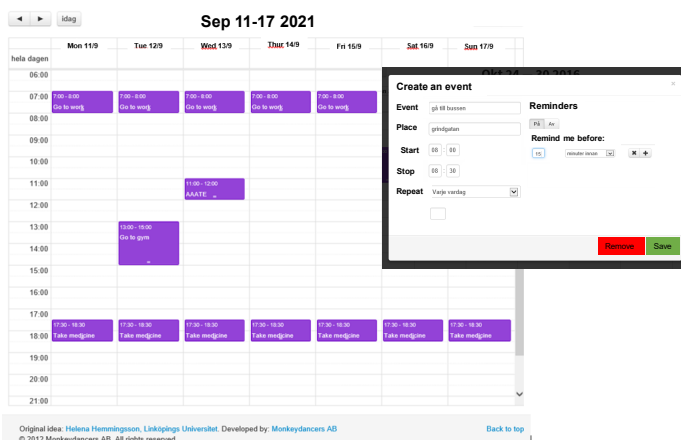 ◄ ► idag
Sep 11-17 2021
Mon 11/9 Tue 12/9 Wed 13/9 Thur 14/9 Fri 15/9 Sat 16/9 Sun 17/9
hela dagen
06:00
07:00
08:00
09:00
10:00
11:00
12:00
13:00
14:00
15:00
16:00
17:00
18:00
19:00
20:00
21:00
7:00 - 8:00 7:00 - 8:00 7:00 - 8:00 7:00 - 8:00 7:00 - 8:00
Go to work Go to work Go to work Go to work Go to work
11:00 - 12:00
AAATE
13:00 - 15:00
Go to gym
17:30 - 18:30 17:30 - 18:30 17:30 - 18:30 17:30 - 18:30 17:30 - 18:30 17:30 - 18:30 17:30 - 18:30
Take medicine Take medicine Take medicine Take medicine Take medicine Take medicine Take medicine
Okt 24 30 2016
Create an event ×
Event gå till bussen
Place grindgatan
Start 08 : 00
Stop 08 : 30
Repeat Varje vardag
Reminders
På Av
Remind me before:
15 minuter innan ✖ +
Remove Save
Original idea: Helena Hemmingsson, Linköpings Universitet. Developed by: Monkeydancers AB Back to top
© 2012 Monkeydancers AB. All rights reserved